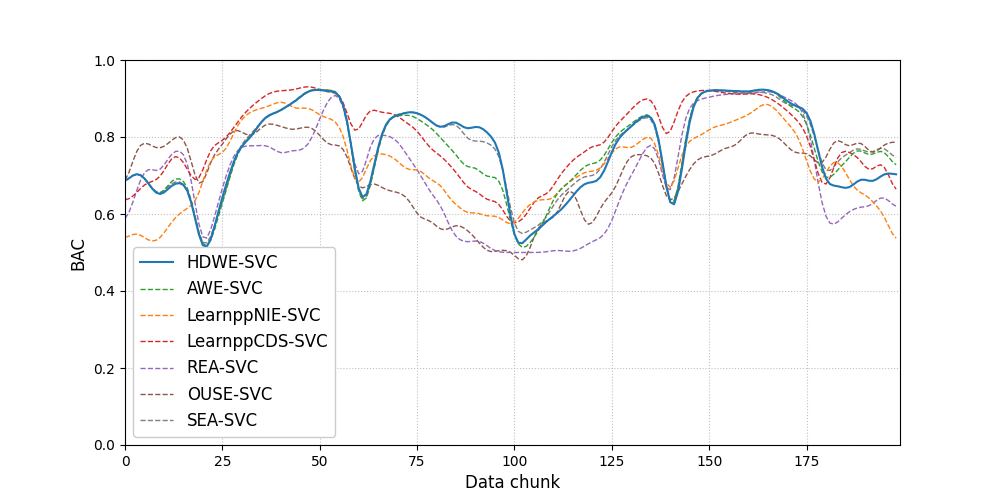 1.0
0.8
0.6
0.4
0.2
0.0
BAC
HDWE-SVC
AWE-SVC
LearnppNIE-SVC
LearnppCDS-SVC
REA-SVC
OUSE-SVC
SEA-SVC
0 25 50 75 100 125 150 175
Data chunk